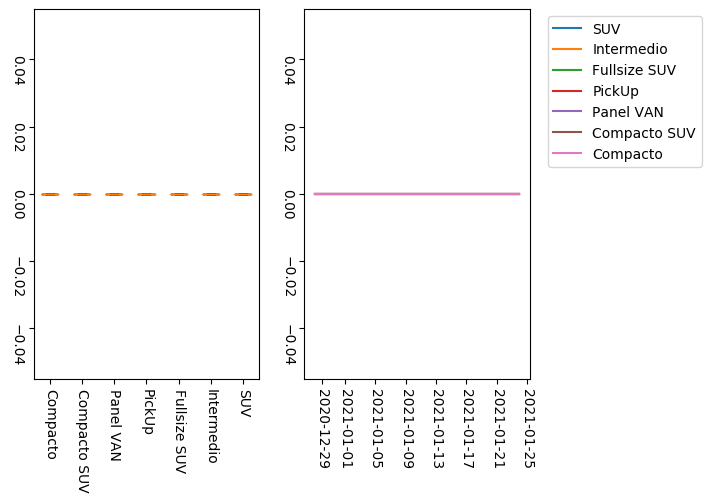 0.04
0.02
0.00
−0.02
−0.04
Compacto
Compacto SUV
Panel VAN
PickUp
Fullsize SUV
Intermedio
SUV
0.04
0.02
0.00
−0.02
−0.04
2020-12-29
2021-01-01
2021-01-05
2021-01-09
2021-01-13
2021-01-17
2021-01-21
2021-01-25
SUV
Intermedio
Fullsize SUV
PickUp
Panel VAN
Compacto SUV
Compacto